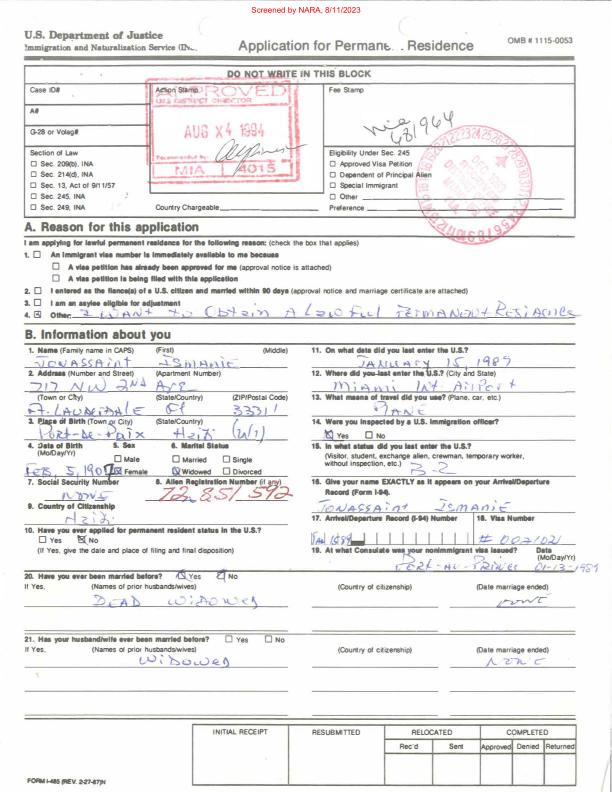 Screened by NARA, 8/11/2023
U.S. Department of Justice
Immigration and Naturalization Service (IN
Application for Permane Residence
OMB # 1115-0053
DO NOT WRITE IN THIS BLOCK
Case ID#
Action Stamp
Fee Stamp
A#
APPROVED
DISTRICT DIRECTOR
G-28 or Volag#
AUG X4 1994
Recommended by:
MIA 4015
Section of Law
☐ Sec. 209(b), INA
☐ Sec. 214(d), INA
☐ Sec. 13, Act of 9/11/57
☐ Sec. 245, INA
☐ Sec. 249, INA
Country Chargeable
Eligibility Under Sec. 245
☐ Approved Visa Petition
☐ Dependent of Principal Alien
☐ Special Immigrant
☐ Other
Preference
A. Reason for this application
I am applying for lawful permanent residence for the following reason: (check the box that applies)
1. ☐ An immigrant visa number is immediately available to me because
☐ A visa petition has already been approved for me (approval notice is attached)
☐ A visa petition is being filed with this application
2. ☐ I entered as the fiance(e) of a U.S. citizen and married within 90 days (approval notice and marriage certificate are attached)
3. ☐ I am an asylee eligible for adjustment
4. ☒ Other: I WANT to Obtain A lawful PERMANENT Residence
B. Information about you
1. Name (Family name in CAPS) (First) (Middle)
JONASSAINT ISMANIE
2. Address (Number and Street) (Apartment Number)
717 NW 2ND Ave
(Town or City) (State/Country) (ZIP/Postal Code)
Ft. LAUDERDALE Fl 33311
3. Place of Birth (Town or City) (State/Country)
Port-De-Paix Haiti (W/I)
4. Date of Birth (Mo/Day/Yr)
5. Sex
☐ Male
☒ Female
6. Marital Status
☐ Married ☐ Single
☒ Widowed ☐ Divorced
FEB, 5, 1907
7. Social Security Number
NONE
8. Alien Registration Number (if any)
72,851,592
9. Country of Citizenship
Haiti
10. Have you ever applied for permanent resident status in the U.S.?
☐ Yes ☒ No
(If Yes, give the date and place of filing and final disposition)
11. On what date did you last enter the U.S.?
JANUARY 15, 1989
12. Where did you last enter the U.S.? (City and State)
Miami Int. Airport
13. What means of travel did you use? (Plane, car, etc.)
PLANE
14. Were you inspected by a U.S. immigration officer?
☒ Yes ☐ No
15. In what status did you last enter the U.S.?
(Visitor, student, exchange alien, crewman, temporary worker, without inspection, etc.)
B-2
16. Give your name EXACTLY as it appears on your Arrival/Departure Record (Form I-94).
JONASSAINT ISMANIE
17. Arrival/Departure Record (I-94) Number
18. Visa Number
# 002102
19. At what Consulate was your nonimmigrant visa issued? Date (Mo/Day/Yr)
PORT-AU-PRINCE 01-13-1989
20. Have you ever been married before? ☒ Yes ☒ No
If Yes, (Names of prior husbands/wives) (Country of citizenship) (Date marriage ended)
DEAD WIDOWED NONE
21. Has your husband/wife ever been married before? ☐ Yes ☐ No
If Yes, (Names of prior husbands/wives) (Country of citizenship) (Date marriage ended)
WIDOWED NONE
INITIAL RECEIPT
RESUBMITTED
RELOCATED
COMPLETED
Rec'd
Sent
Approved
Denied
Returned
FORM I-485 (REV. 2-27-87)N